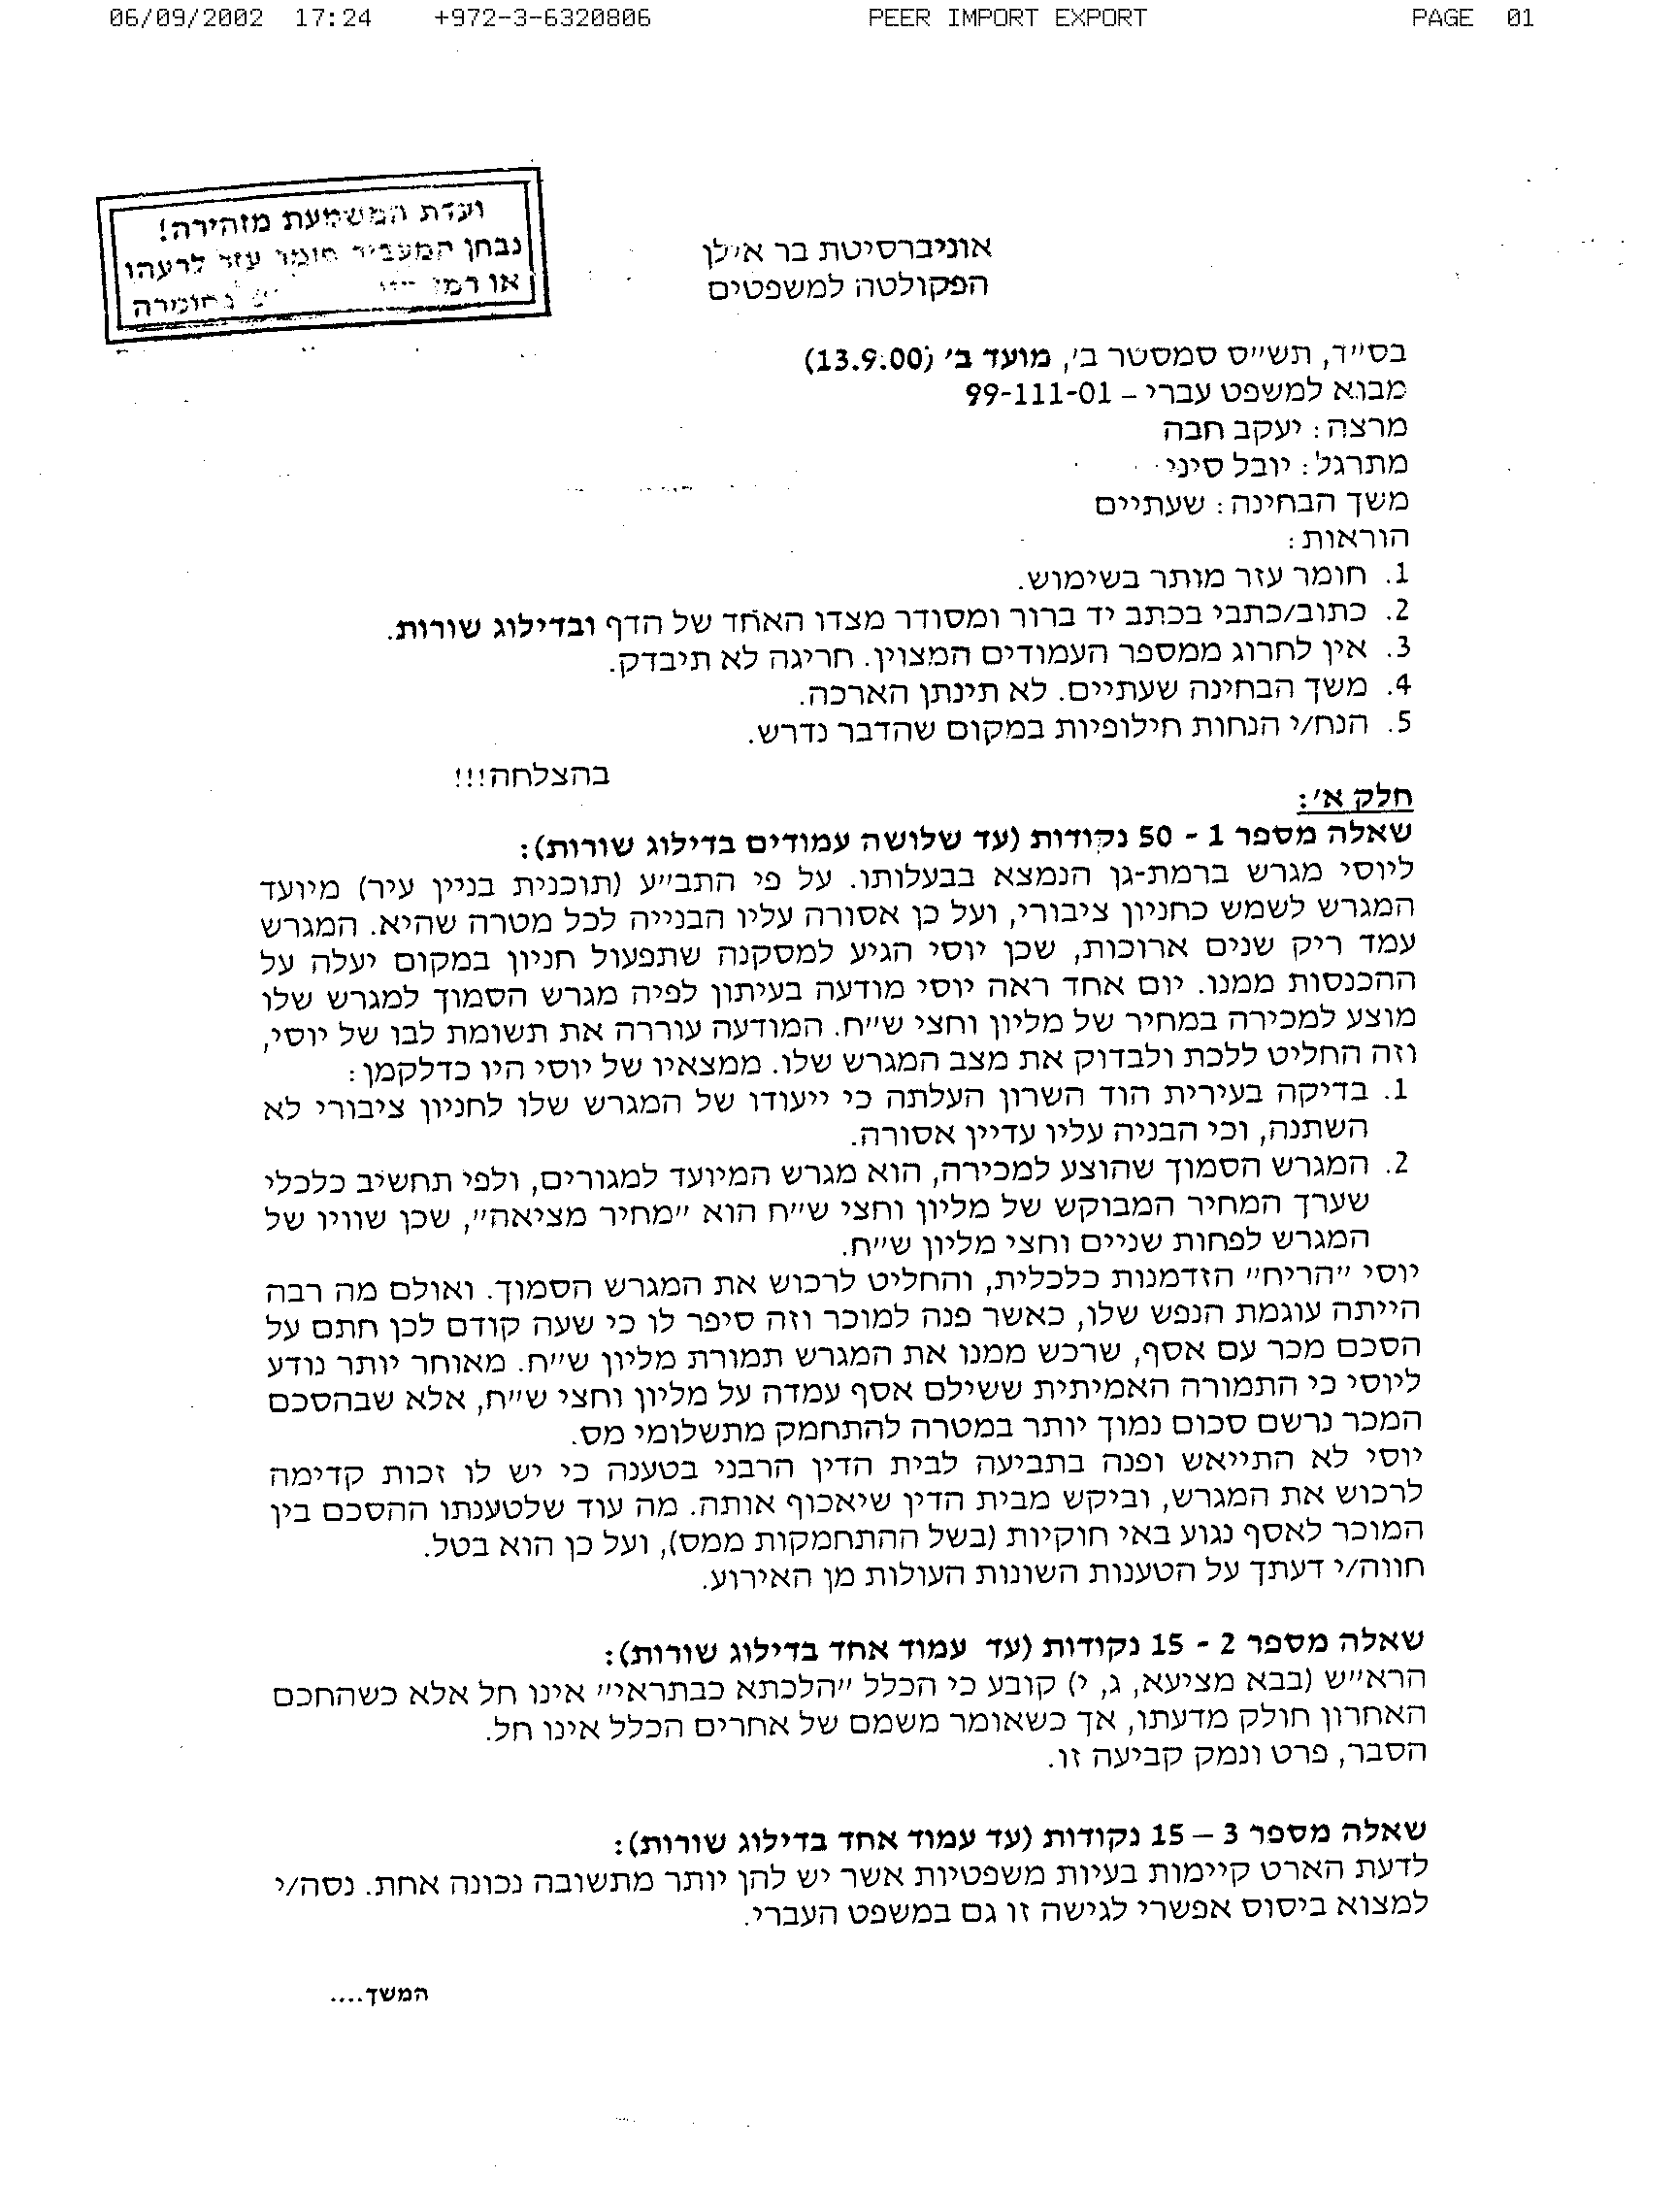 06/09/2002 17:24 +972-3-6320806 PEER IMPORT EXPORT PAGE 01
ועדת המשמעת מזהירה!
נבחן המעביר חומר עזר לרעהו
או רמז בחומרה
אוניברסיטת בר אילן
הפקולטה למשפטים
בס״ד, תש״ס סמסטר ב׳, מועד ב׳ (13.9.00)
מבוא למשפט עברי – 99-111-01
מרצה: יעקב חבה
מתרגל: יובל סיני
משך הבחינה: שעתיים
הוראות:
1. חומר עזר מותר בשימוש.
2. כתוב/כתבי בכתב יד ברור ומסודר מצדו האחד של הדף ובדילוג שורות.
3. אין לחרוג ממספר העמודים המצוין. חריגה לא תיבדק.
4. משך הבחינה שעתיים. לא תינתן הארכה.
5. הנח/י הנחות חילופיות במקום שהדבר נדרש.
בהצלחה!!!
חלק א׳:
שאלה מספר 1 - 50 נקודות (עד שלושה עמודים בדילוג שורות):
ליוסי מגרש ברמת-גן הנמצא בבעלותו. על פי התב״ע (תוכנית בניין עיר) מיועד
המגרש לשמש כחניון ציבורי, ועל כן אסורה עליו הבנייה לכל מטרה שהיא. המגרש
עמד ריק שנים ארוכות, שכן יוסי הגיע למסקנה שתפעול חניון במקום יעלה על
ההכנסות ממנו. יום אחד ראה יוסי מודעה בעיתון לפיה מגרש הסמוך למגרש שלו
מוצע למכירה במחיר של מליון וחצי ש״ח. המודעה עוררה את תשומת לבו של יוסי,
וזה החליט ללכת ולבדוק את מצב המגרש שלו. ממצאיו של יוסי היו כדלקמן:
1. בדיקה בעירית הוד השרון העלתה כי ייעודו של המגרש שלו לחניון ציבורי לא
השתנה, וכי הבניה עליו עדיין אסורה.
2. המגרש הסמוך שהוצע למכירה, הוא מגרש המיועד למגורים, ולפי תחשיב כלכלי
שערך המחיר המבוקש של מליון וחצי ש״ח הוא ״מחיר מציאה״, שכן שוויו של
המגרש לפחות שניים וחצי מליון ש״ח.
יוסי ״הריח״ הזדמנות כלכלית, והחליט לרכוש את המגרש הסמוך. ואולם מה רבה
הייתה עוגמת הנפש שלו, כאשר פנה למוכר וזה סיפר לו כי שעה קודם לכן חתם על
הסכם מכר עם אסף, שרכש ממנו את המגרש תמורת מליון ש״ח. מאוחר יותר נודע
ליוסי כי התמורה האמיתית ששילם אסף עמדה על מליון וחצי ש״ח, אלא שבהסכם
המכר נרשם סכום נמוך יותר במטרה להתחמק מתשלומי מס.
יוסי לא התייאש ופנה בתביעה לבית הדין הרבני בטענה כי יש לו זכות קדימה
לרכוש את המגרש, וביקש מבית הדין שיאכוף אותה. מה עוד שלטענתו ההסכם בין
המוכר לאסף נגוע באי חוקיות (בשל ההתחמקות ממס), ועל כן הוא בטל.
חווה/י דעתך על הטענות השונות העולות מן האירוע.
שאלה מספר 2 - 15 נקודות (עד עמוד אחד בדילוג שורות):
הרא״ש (בבא מציעא, ג, י) קובע כי הכלל ״הלכתא כבתראי״ אינו חל אלא כשהחכם
האחרון חולק מדעתו, אך כשאומר משמם של אחרים הכלל אינו חל.
הסבר, פרט ונמק קביעה זו.
שאלה מספר 3 – 15 נקודות (עד עמוד אחד בדילוג שורות):
לדעת הארט קיימות בעיות משפטיות אשר יש להן יותר מתשובה נכונה אחת. נסה/י
למצוא ביסוס אפשרי לגישה זו גם במשפט העברי.
המשך....